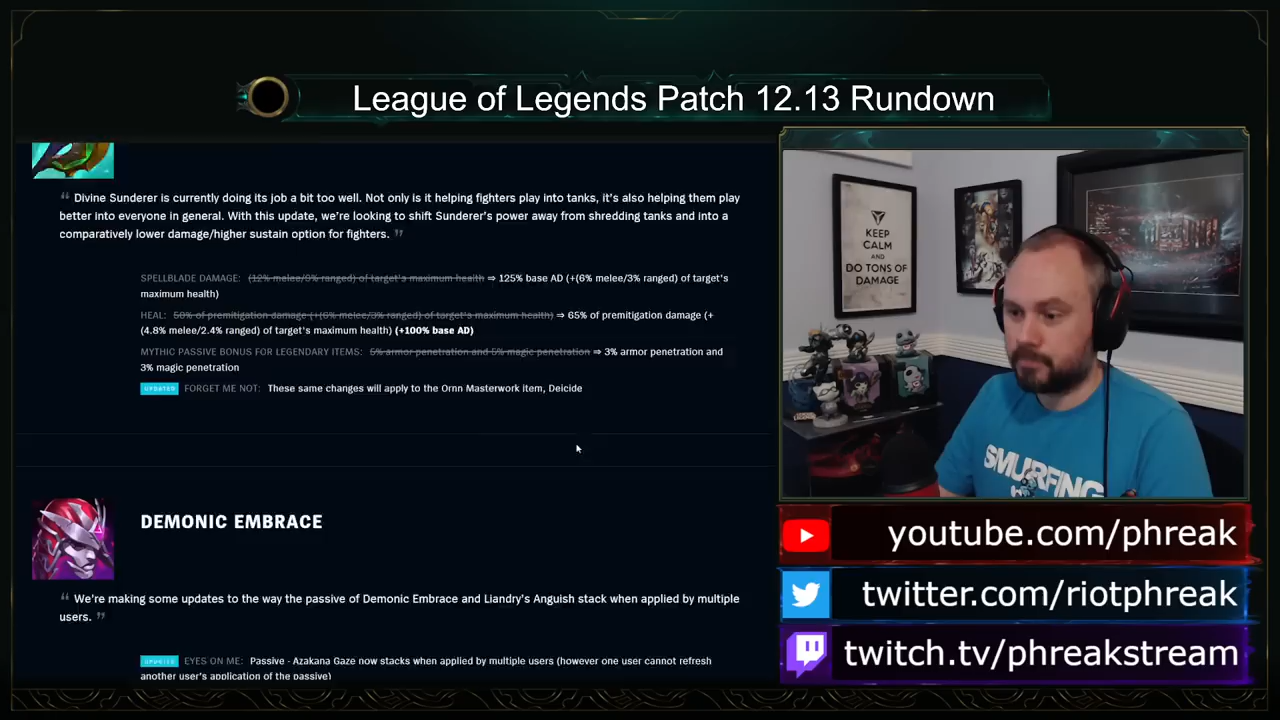 League of Legends Patch 12.13 Rundown
“ Divine Sunderer is currently doing its job a bit too well. Not only is it helping fighters play into tanks, it's also helping them play
better into everyone in general. With this update, we're looking to shift Sunderer's power away from shredding tanks and into a
comparatively lower damage/higher sustain option for fighters. ”
SPELLBLADE DAMAGE: (12% melee/9% ranged) of target's maximum health ⇒ 125% base AD (+(6% melee/3% ranged) of target's
maximum health)
HEAL: 50% of premitigation damage (+(6% melee/3% ranged) of target's maximum health) ⇒ 65% of premitigation damage (+
(4.8% melee/2.4% ranged) of target's maximum health) (+100% base AD)
MYTHIC PASSIVE BONUS FOR LEGENDARY ITEMS: 5% armor penetration and 5% magic penetration ⇒ 3% armor penetration and
3% magic penetration
UPDATED FORGET ME NOT: These same changes will apply to the Ornn Masterwork item, Deicide
DEMONIC EMBRACE
“ We're making some updates to the way the passive of Demonic Embrace and Liandry's Anguish stack when applied by multiple
users. ”
UPDATED EYES ON ME: Passive - Azakana Gaze now stacks when applied by multiple users (however one user cannot refresh
another user's application of the passive)
KEEP
CALM
AND
DO TONS OF
DAMAGE
SMURFING
youtube.com/phreak
twitter.com/riotphreak
twitch.tv/phreakstream